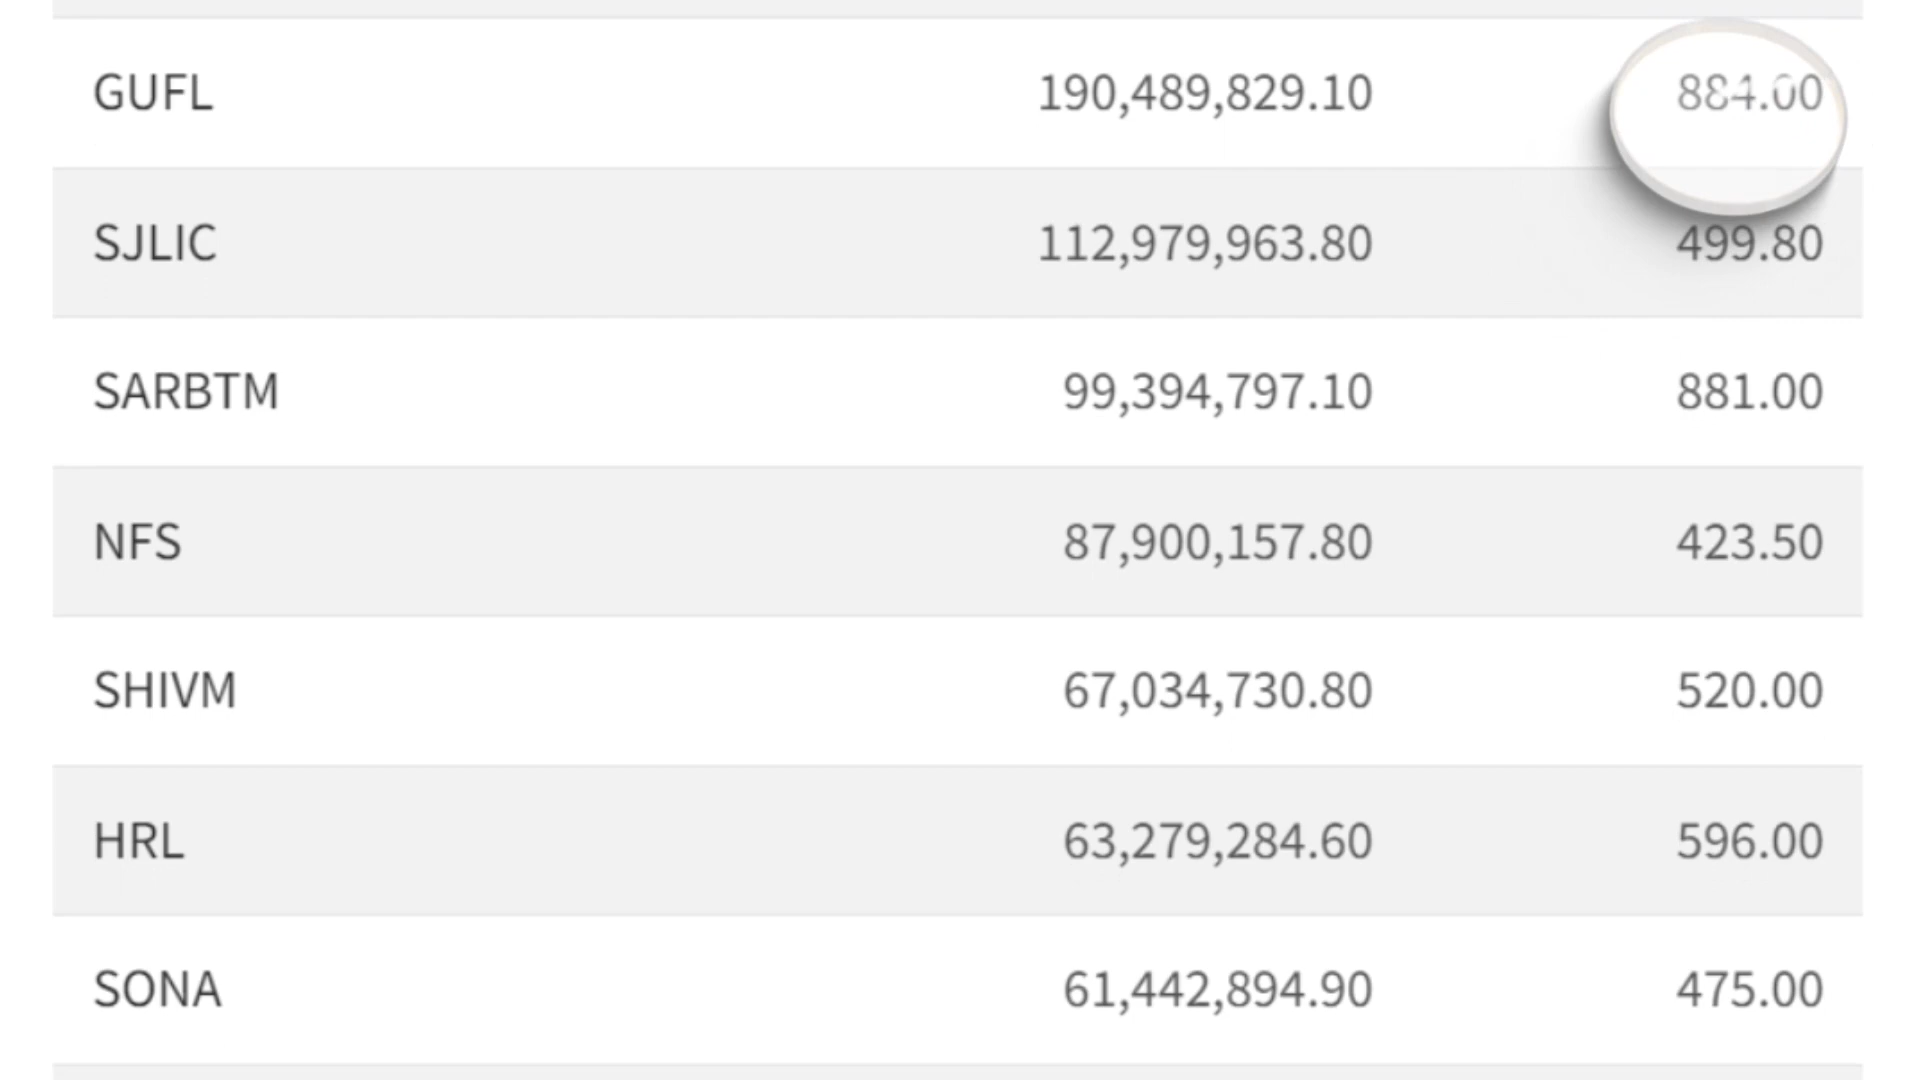 GUFL 190,489,829.10 884.00
SJLIC 112,979,963.80 499.80
SARBTM 99,394,797.10 881.00
NFS 87,900,157.80 423.50
SHIVM 67,034,730.80 520.00
HRL 63,279,284.60 596.00
SONA 61,442,894.90 475.00